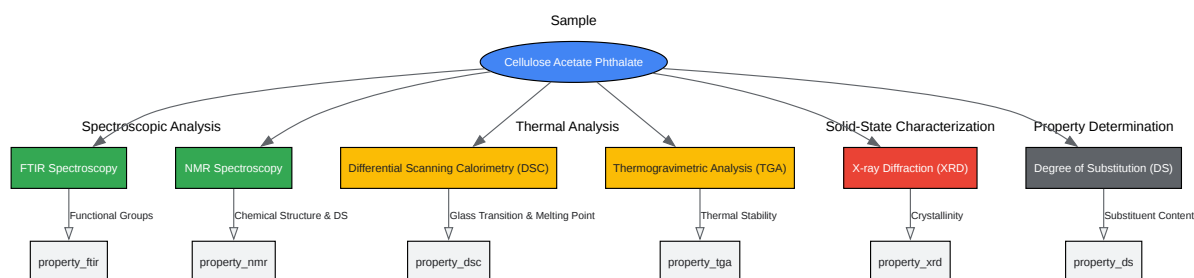 Sample
Cellulose Acetate Phthalate
Spectroscopic Analysis
Thermal Analysis
Solid-State Characterization
Property Determination
FTIR Spectroscopy
NMR Spectroscopy
Differential Scanning Calorimetry (DSC)
Thermogravimetric Analysis (TGA)
X-ray Diffraction (XRD)
Degree of Substitution (DS)
Functional Groups
Chemical Structure & DS
Glass Transition & Melting Point
Thermal Stability
Crystallinity
Substituent Content
property_ftir
property_nmr
property_dsc
property_tga
property_xrd
property_ds